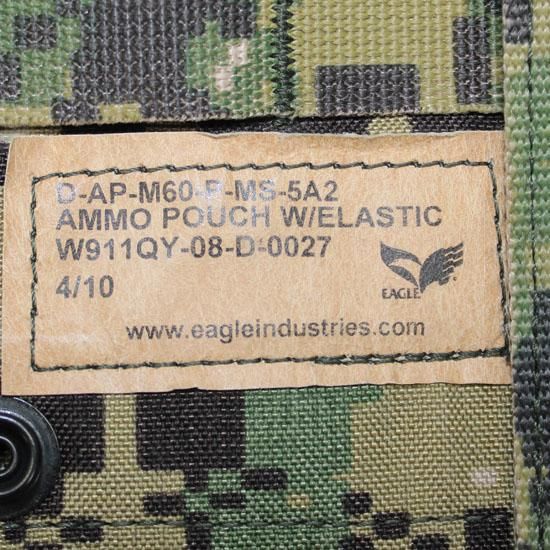 D-AP-M60-P-MS-5A2
AMMO POUCH W/ELASTIC
W911QY-08-D-0027
4/10
EAGLE
www.eagleindustries.com